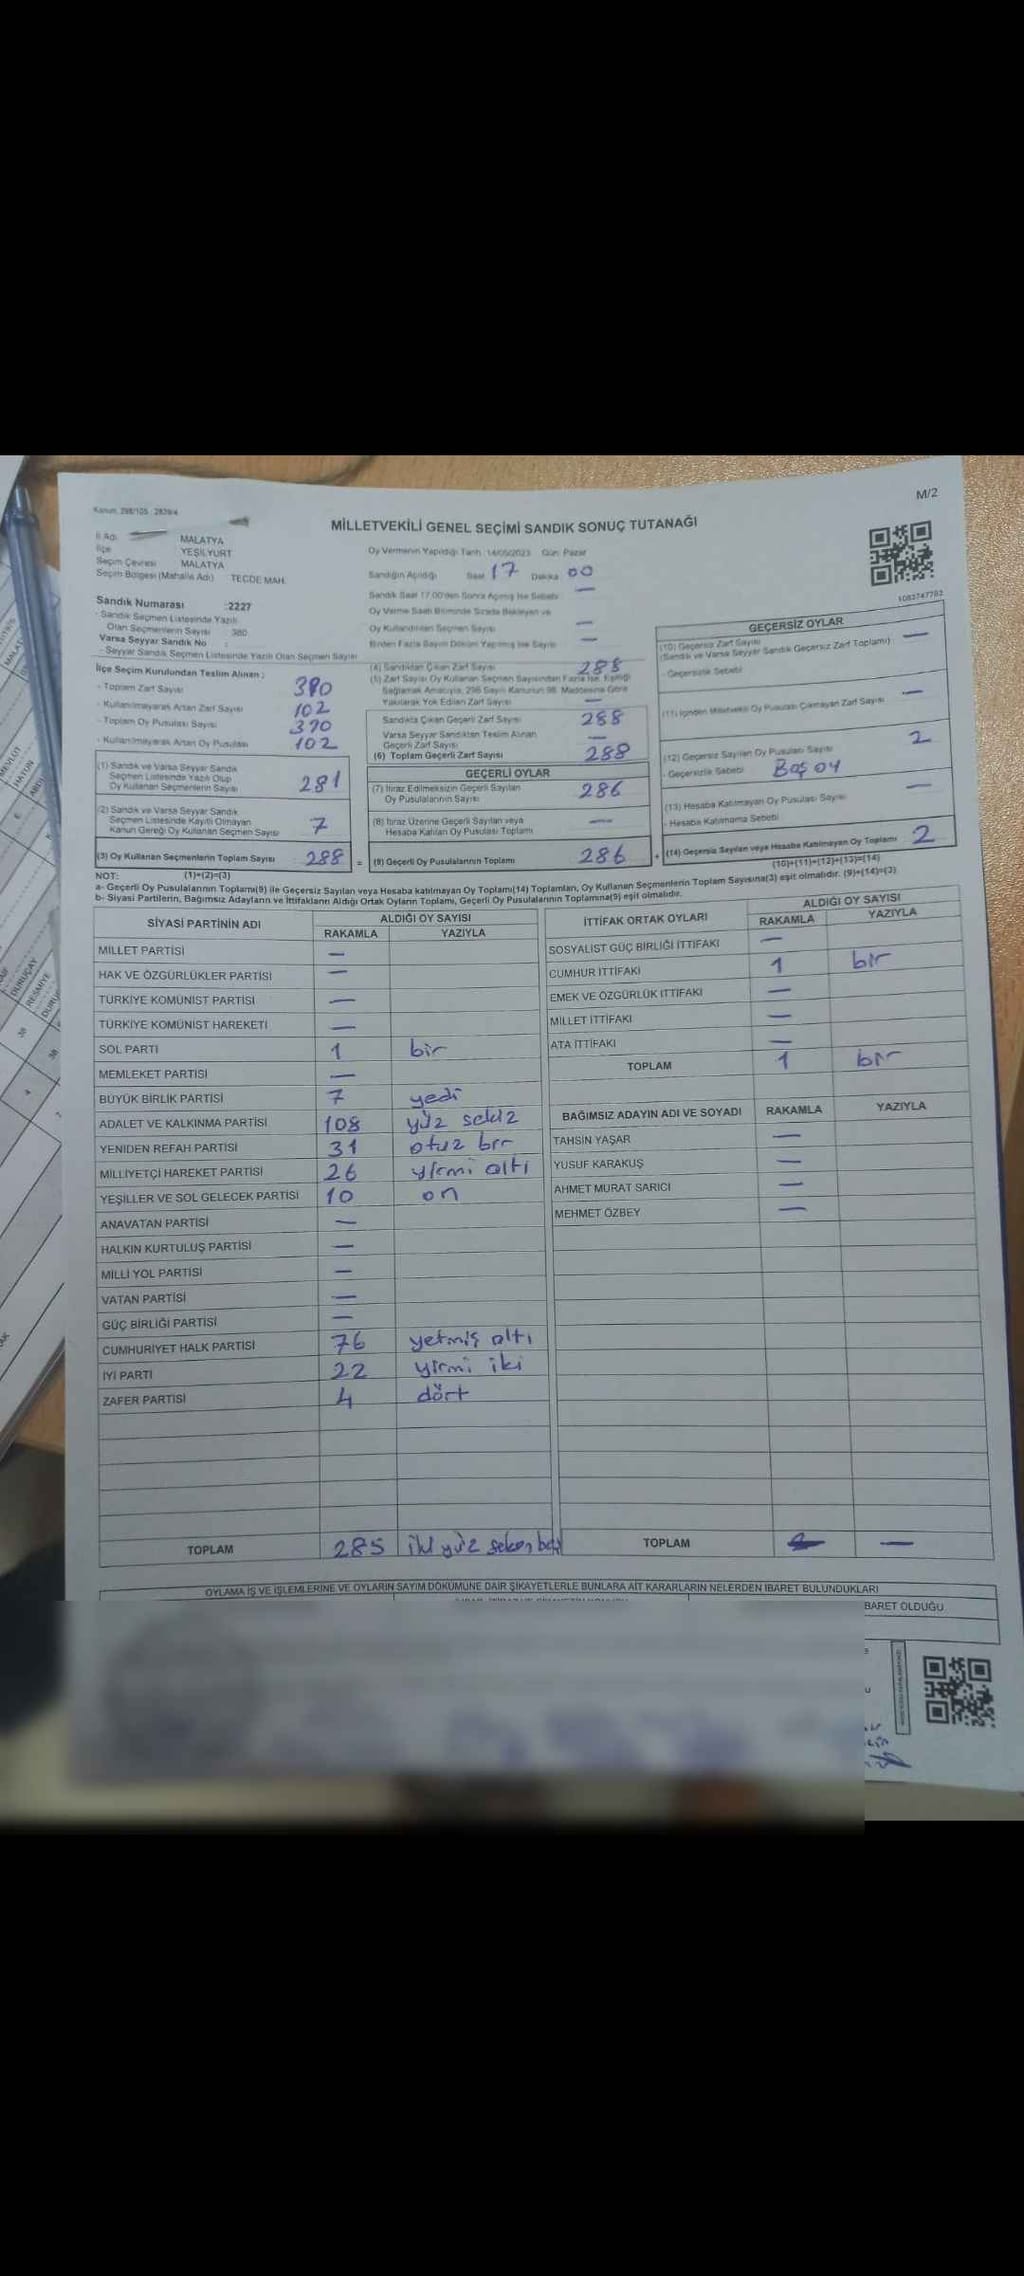 M/2
Kanun: 298/105 - 2839/4
MİLLETVEKİLİ GENEL SEÇİMİ SANDIK SONUÇ TUTANAĞI
İl Adı MALATYA
İlçe YEŞİLYURT
Seçim Çevresi MALATYA
Seçim Bölgesi (Mahalle Adı) TECDE MAH.
Sandık Numarası :2227
- Sandık Seçmen Listesinde Yazılı
Olan Seçmenlerin Sayısı : 380
Varsa Seyyar Sandık No :
- Seyyar Sandık Seçmen Listesinde Yazılı Olan Seçmen Sayısı
Oy Vermenin Yapıldığı Tarih :14/05/2023 Gün: Pazar
Sandığın Açıldığı Saat 17 Dakika 00
Sandık Saat 17.00'den Sonra Açılmış İse Sebebi —
Oy Verme Saati Bitiminde Sırada Bekleyen ve
Oy Kullandırılan Seçmen Sayısı —
Birden Fazla Sayım Döküm Yapılmış İse Sayısı —
1083747782
İlçe Seçim Kurulundan Teslim Alınan ;
- Toplam Zarf Sayısı 390
- Kullanılmayarak Artan Zarf Sayısı 102
- Toplam Oy Pusulası Sayısı 390
- Kullanılmayarak Artan Oy Pusulası 102
(1) Sandık ve Varsa Seyyar Sandık
Seçmen Listesinde Yazılı Olup
Oy Kullanan Seçmenlerin Sayısı 281
(2) Sandık ve Varsa Seyyar Sandık
Seçmen Listesinde Kayıtlı Olmayan
Kanun Gereği Oy Kullanan Seçmen Sayısı 7
(3) Oy Kullanan Seçmenlerin Toplam Sayısı 288 =
(4) Sandıktan Çıkan Zarf Sayısı 288
(5) Zarf Sayısı Oy Kullanan Seçmen Sayısından Fazla İse, Eşitliği
Sağlamak Amacıyla, 298 Sayılı Kanunun 98. Maddesine Göre
Yakılarak Yok Edilen Zarf Sayısı —
Sandıkta Çıkan Geçerli Zarf Sayısı 288
Varsa Seyyar Sandıktan Teslim Alınan
Geçerli Zarf Sayısı —
(6) Toplam Geçerli Zarf Sayısı 288
GEÇERLİ OYLAR
(7) İtiraz Edilmeksizin Geçerli Sayılan
Oy Pusulalarının Sayısı 286
(8) İtiraz Üzerine Geçerli Sayılan veya
Hesaba Katılan Oy Pusulası Toplamı —
(9) Geçerli Oy Pusulalarının Toplamı 286 +
GEÇERSİZ OYLAR
(10) Geçersiz Zarf Sayısı
(Sandık ve Varsa Seyyar Sandık Geçersiz Zarf Toplamı) —
- Geçersizlik Sebebi
(11) İçinden Milletvekili Oy Pusulası Çıkmayan Zarf Sayısı —
(12) Geçersiz Sayılan Oy Pusulası Sayısı 2
- Geçersizlik Sebebi Boş oy
(13) Hesaba Katılmayan Oy Pusulası Sayısı —
- Hesaba Katılmama Sebebi
(14) Geçersiz Sayılan veya Hesaba Katılmayan Oy Toplamı 2
NOT: (1)+(2)=(3) (10)+(11)+(12)+(13)=(14)
a- Geçerli Oy Pusulaların Toplamı(9) ile Geçersiz Sayılan veya Hesaba katılmayan Oy Toplamı(14) Toplamları, Oy Kullanan Seçmenlerin Toplam Sayısına(3) eşit olmalıdır. (9)+(14)=(3)
b- Siyasi Partilerin, Bağımsız Adayların ve İttifakların Aldığı Ortak Oyların Toplamı, Geçerli Oy Pusulalarının Toplamına(9) eşit olmalıdır.
SİYASİ PARTİNİN ADI ALDIĞI OY SAYISI
RAKAMLA YAZIYLA
MİLLET PARTİSİ —
HAK VE ÖZGÜRLÜKLER PARTİSİ —
TÜRKİYE KOMÜNİST PARTİSİ —
TÜRKİYE KOMÜNİST HAREKETİ —
SOL PARTİ 1 bir
MEMLEKET PARTİSİ —
BÜYÜK BİRLİK PARTİSİ 7 yedi
ADALET VE KALKINMA PARTİSİ 108 yüz sekiz
YENİDEN REFAH PARTİSİ 31 otuz bir
MİLLİYETÇİ HAREKET PARTİSİ 26 yirmi altı
YEŞİLLER VE SOL GELECEK PARTİSİ 10 on
ANAVATAN PARTİSİ —
HALKIN KURTULUŞ PARTİSİ —
MİLLİ YOL PARTİSİ —
VATAN PARTİSİ —
GÜÇ BİRLİĞİ PARTİSİ —
CUMHURİYET HALK PARTİSİ 76 yetmiş altı
İYİ PARTİ 22 yirmi iki
ZAFER PARTİSİ 4 dört
TOPLAM 285 iki yüz seksen beş
İTTİFAK ORTAK OYLARI ALDIĞI OY SAYISI
RAKAMLA YAZIYLA
SOSYALİST GÜÇ BİRLİĞİ İTTİFAKI —
CUMHUR İTTİFAKI 1 bir
EMEK VE ÖZGÜRLÜK İTTİFAKI —
MİLLET İTTİFAKI —
ATA İTTİFAKI —
TOPLAM 1 bir
BAĞIMSIZ ADAYIN ADI VE SOYADI RAKAMLA YAZIYLA
TAHSİN YAŞAR —
YUSUF KARAKUŞ —
AHMET MURAT SARICI —
MEHMET ÖZBEY —
TOPLAM — —
OYLAMA İŞ VE İŞLEMLERİNE VE OYLARIN SAYIM DÖKÜMÜNE DAİR ŞİKAYETLERLE BUNLARA AİT KARARLARIN NELERDEN İBARET BULUNDUKLARI
BARET OLDUĞU